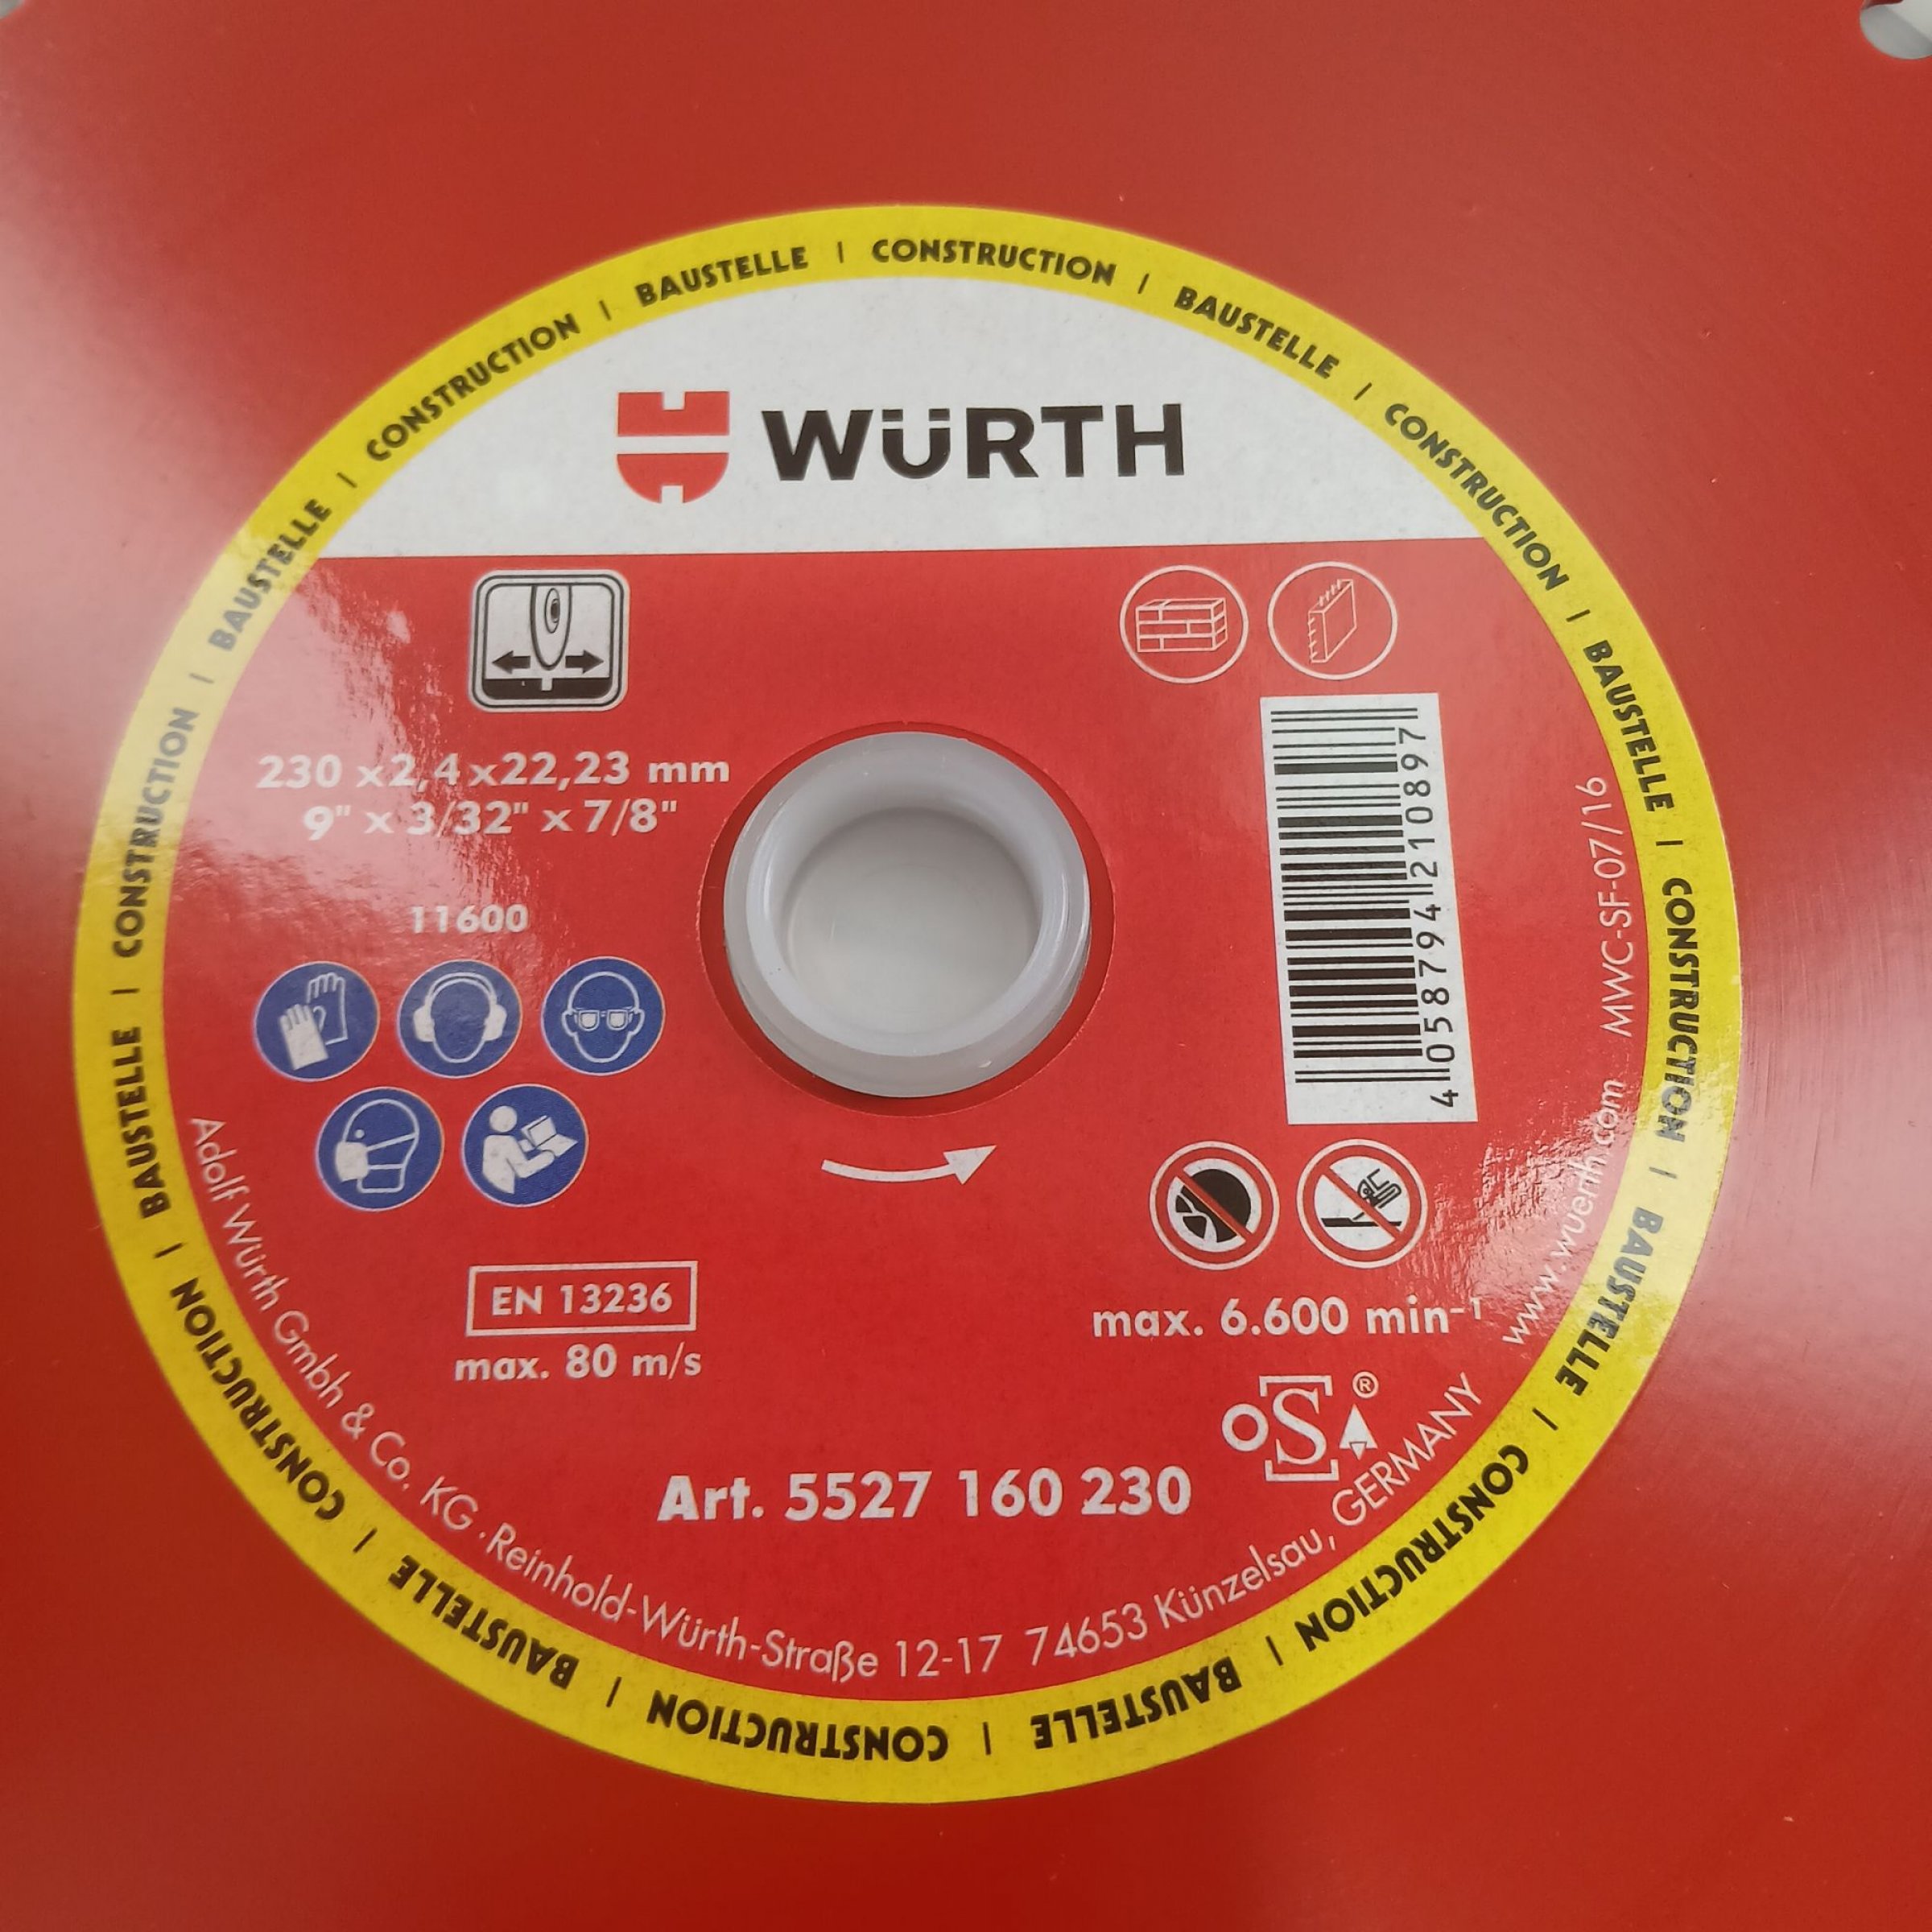 BAUSTELLE | CONSTRUCTION | BAUSTELLE | CONSTRUCTION | BAUSTELLE | CONSTRUCTION | BAUSTELLE | CONSTRUCTION | BAUSTELLE | CONSTRUCTION | BAUSTELLE | CONSTRUCTION | BAUSTELLE | CONSTRUCTION | BAUSTELLE | CONSTRUCTION |
WÜRTH
230 x2,4 x22,23 mm
9" x 3/32" x 7/8"
11600
4 058794 210897
MWC-SF-07/16
www.wuerth.com
EN 13236
max. 80 m/s
max. 6.600 min-1
oSa®
Art. 5527 160 230
Adolf Würth Gmbh & Co. KG · Reinhold-Würth-Straße 12-17 74653 Künzelsau, GERMANY